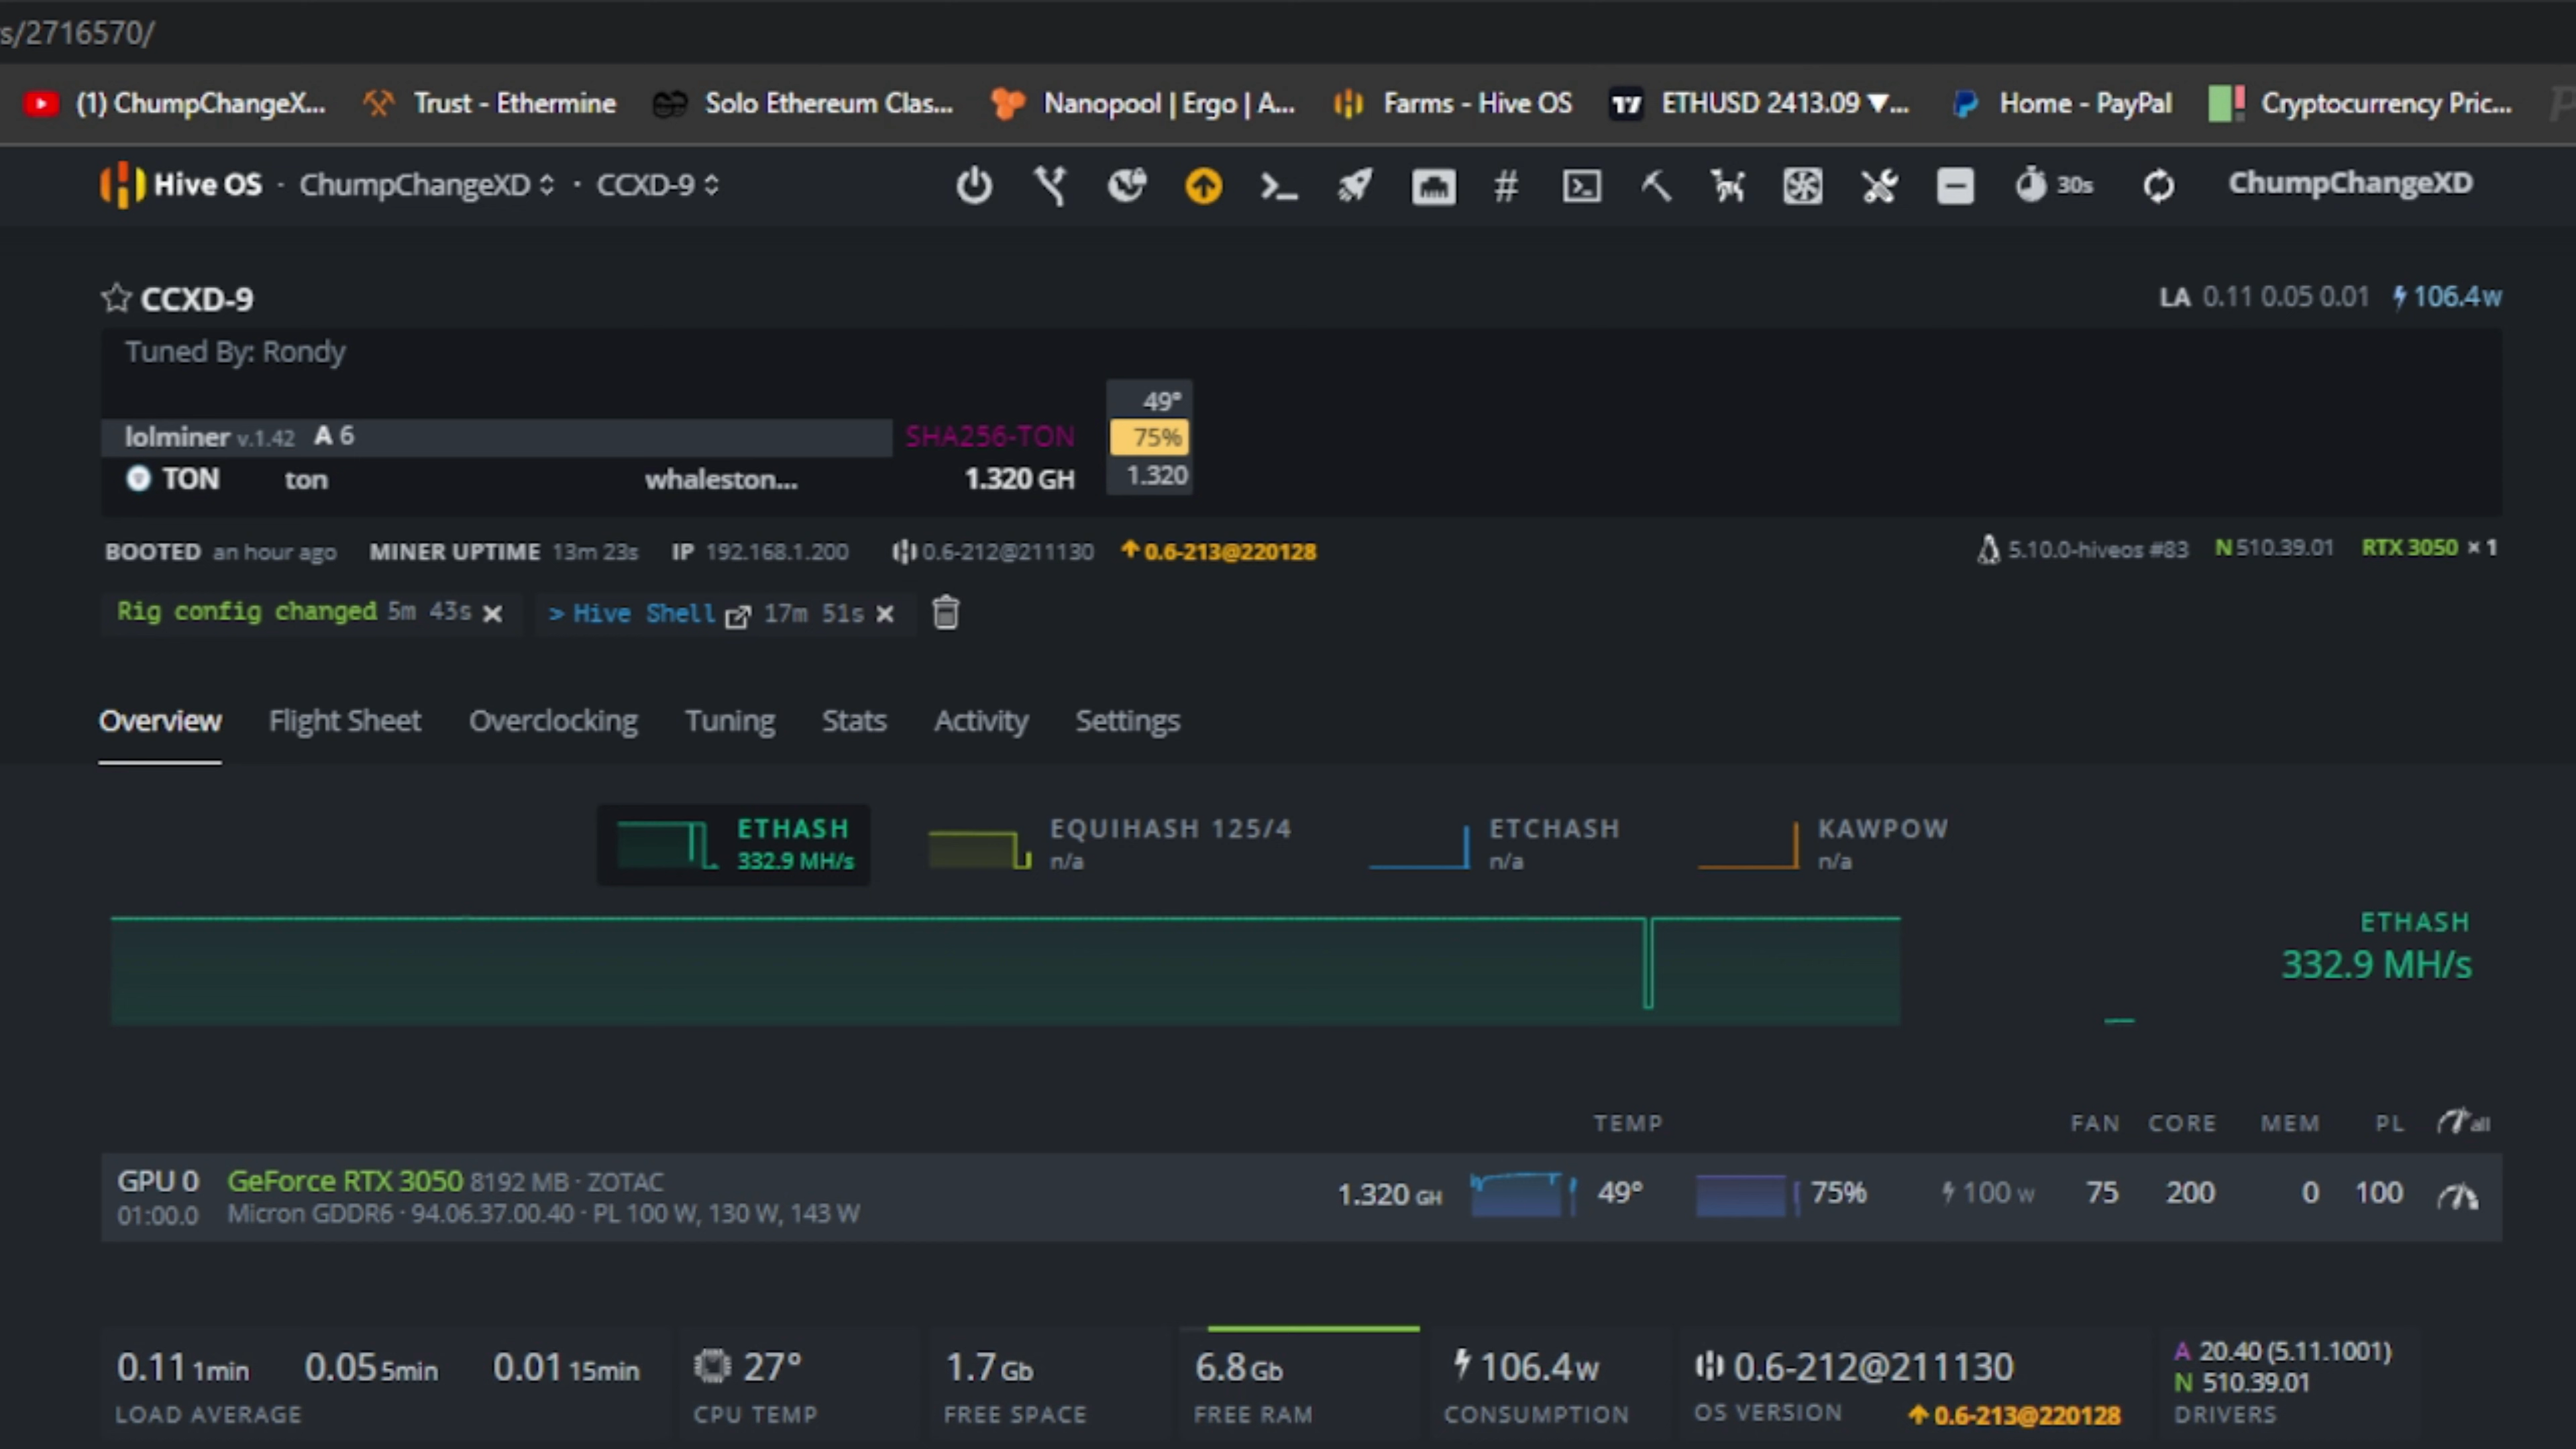 s/2716570/
(1) ChumpChangeX... Trust - Ethermine Solo Ethereum Clas... Nanopool | Ergo | A... Farms - Hive OS ETHUSD 2413.09 ▼... Home - PayPal Cryptocurrency Pric...
Hive OS · ChumpChangeXD · CCXD-9 # 30s ChumpChangeXD
CCXD-9 LA 0.11 0.05 0.01 106.4 w
Tuned By: Rondy
49°
lolminer v.1.42 A 6 SHA256-TON 75%
TON ton whaleston... 1.320 GH 1.320
BOOTED an hour ago MINER UPTIME 13m 23s IP 192.168.1.200 0.6-212@211130 0.6-213@220128 5.10.0-hiveos #83 N 510.39.01 RTX 3050 × 1
Rig config changed 5m 43s > Hive Shell 17m 51s
Overview Flight Sheet Overclocking Tuning Stats Activity Settings
ETHASH EQUIHASH 125/4 ETCHASH KAWPOW
332.9 MH/s n/a n/a n/a
ETHASH
332.9 MH/s
TEMP FAN CORE MEM PL all
GPU 0 GeForce RTX 3050 8192 MB · ZOTAC 1.320 GH 49° 75% 100 w 75 200 0 100
01:00.0 Micron GDDR6 · 94.06.37.00.40 · PL 100 W, 130 W, 143 W
0.11 1min 0.05 5min 0.01 15min 27° 1.7 Gb 6.8 Gb 106.4 w 0.6-212@211130 A 20.40 (5.11.1001)
N 510.39.01
LOAD AVERAGE CPU TEMP FREE SPACE FREE RAM CONSUMPTION OS VERSION 0.6-213@220128 DRIVERS